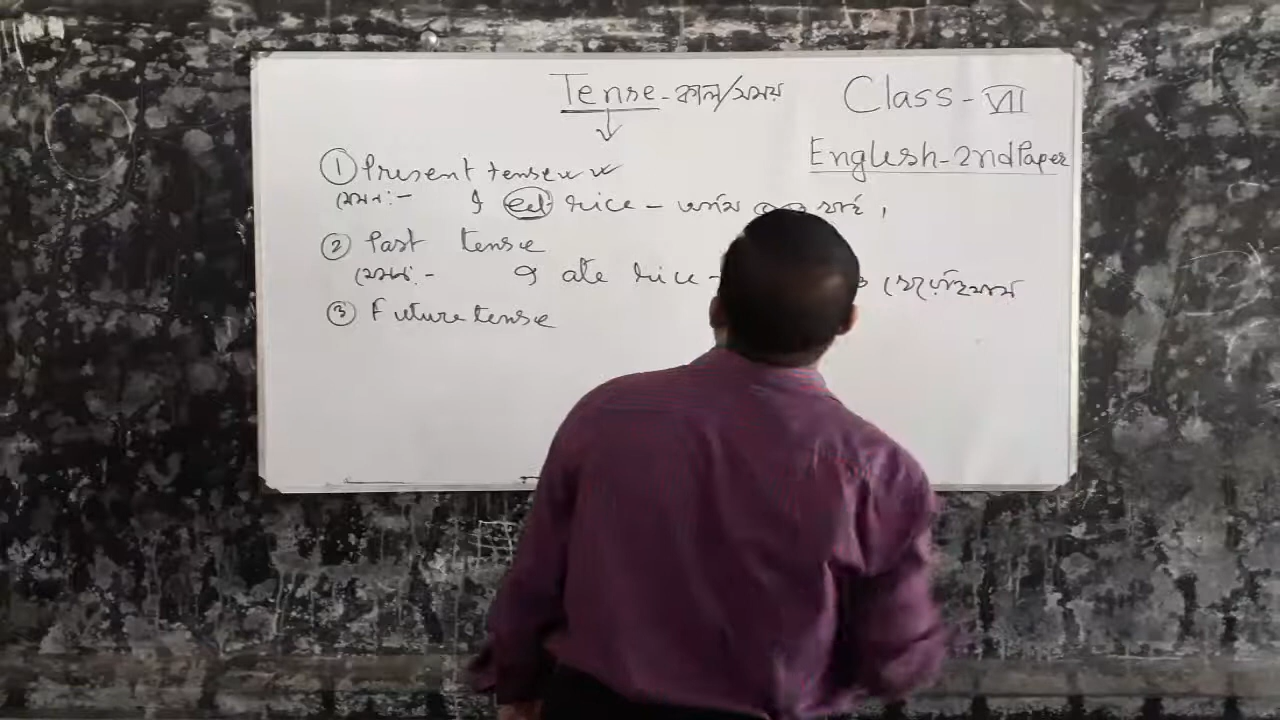 Tense - কাল/সময়
Class - VII
English - 2nd Paper
① Present tense
যেমন:- I eat rice - আমি ভাত খাই।
② Past tense
যেমন:- I ate rice -
③ Future tense